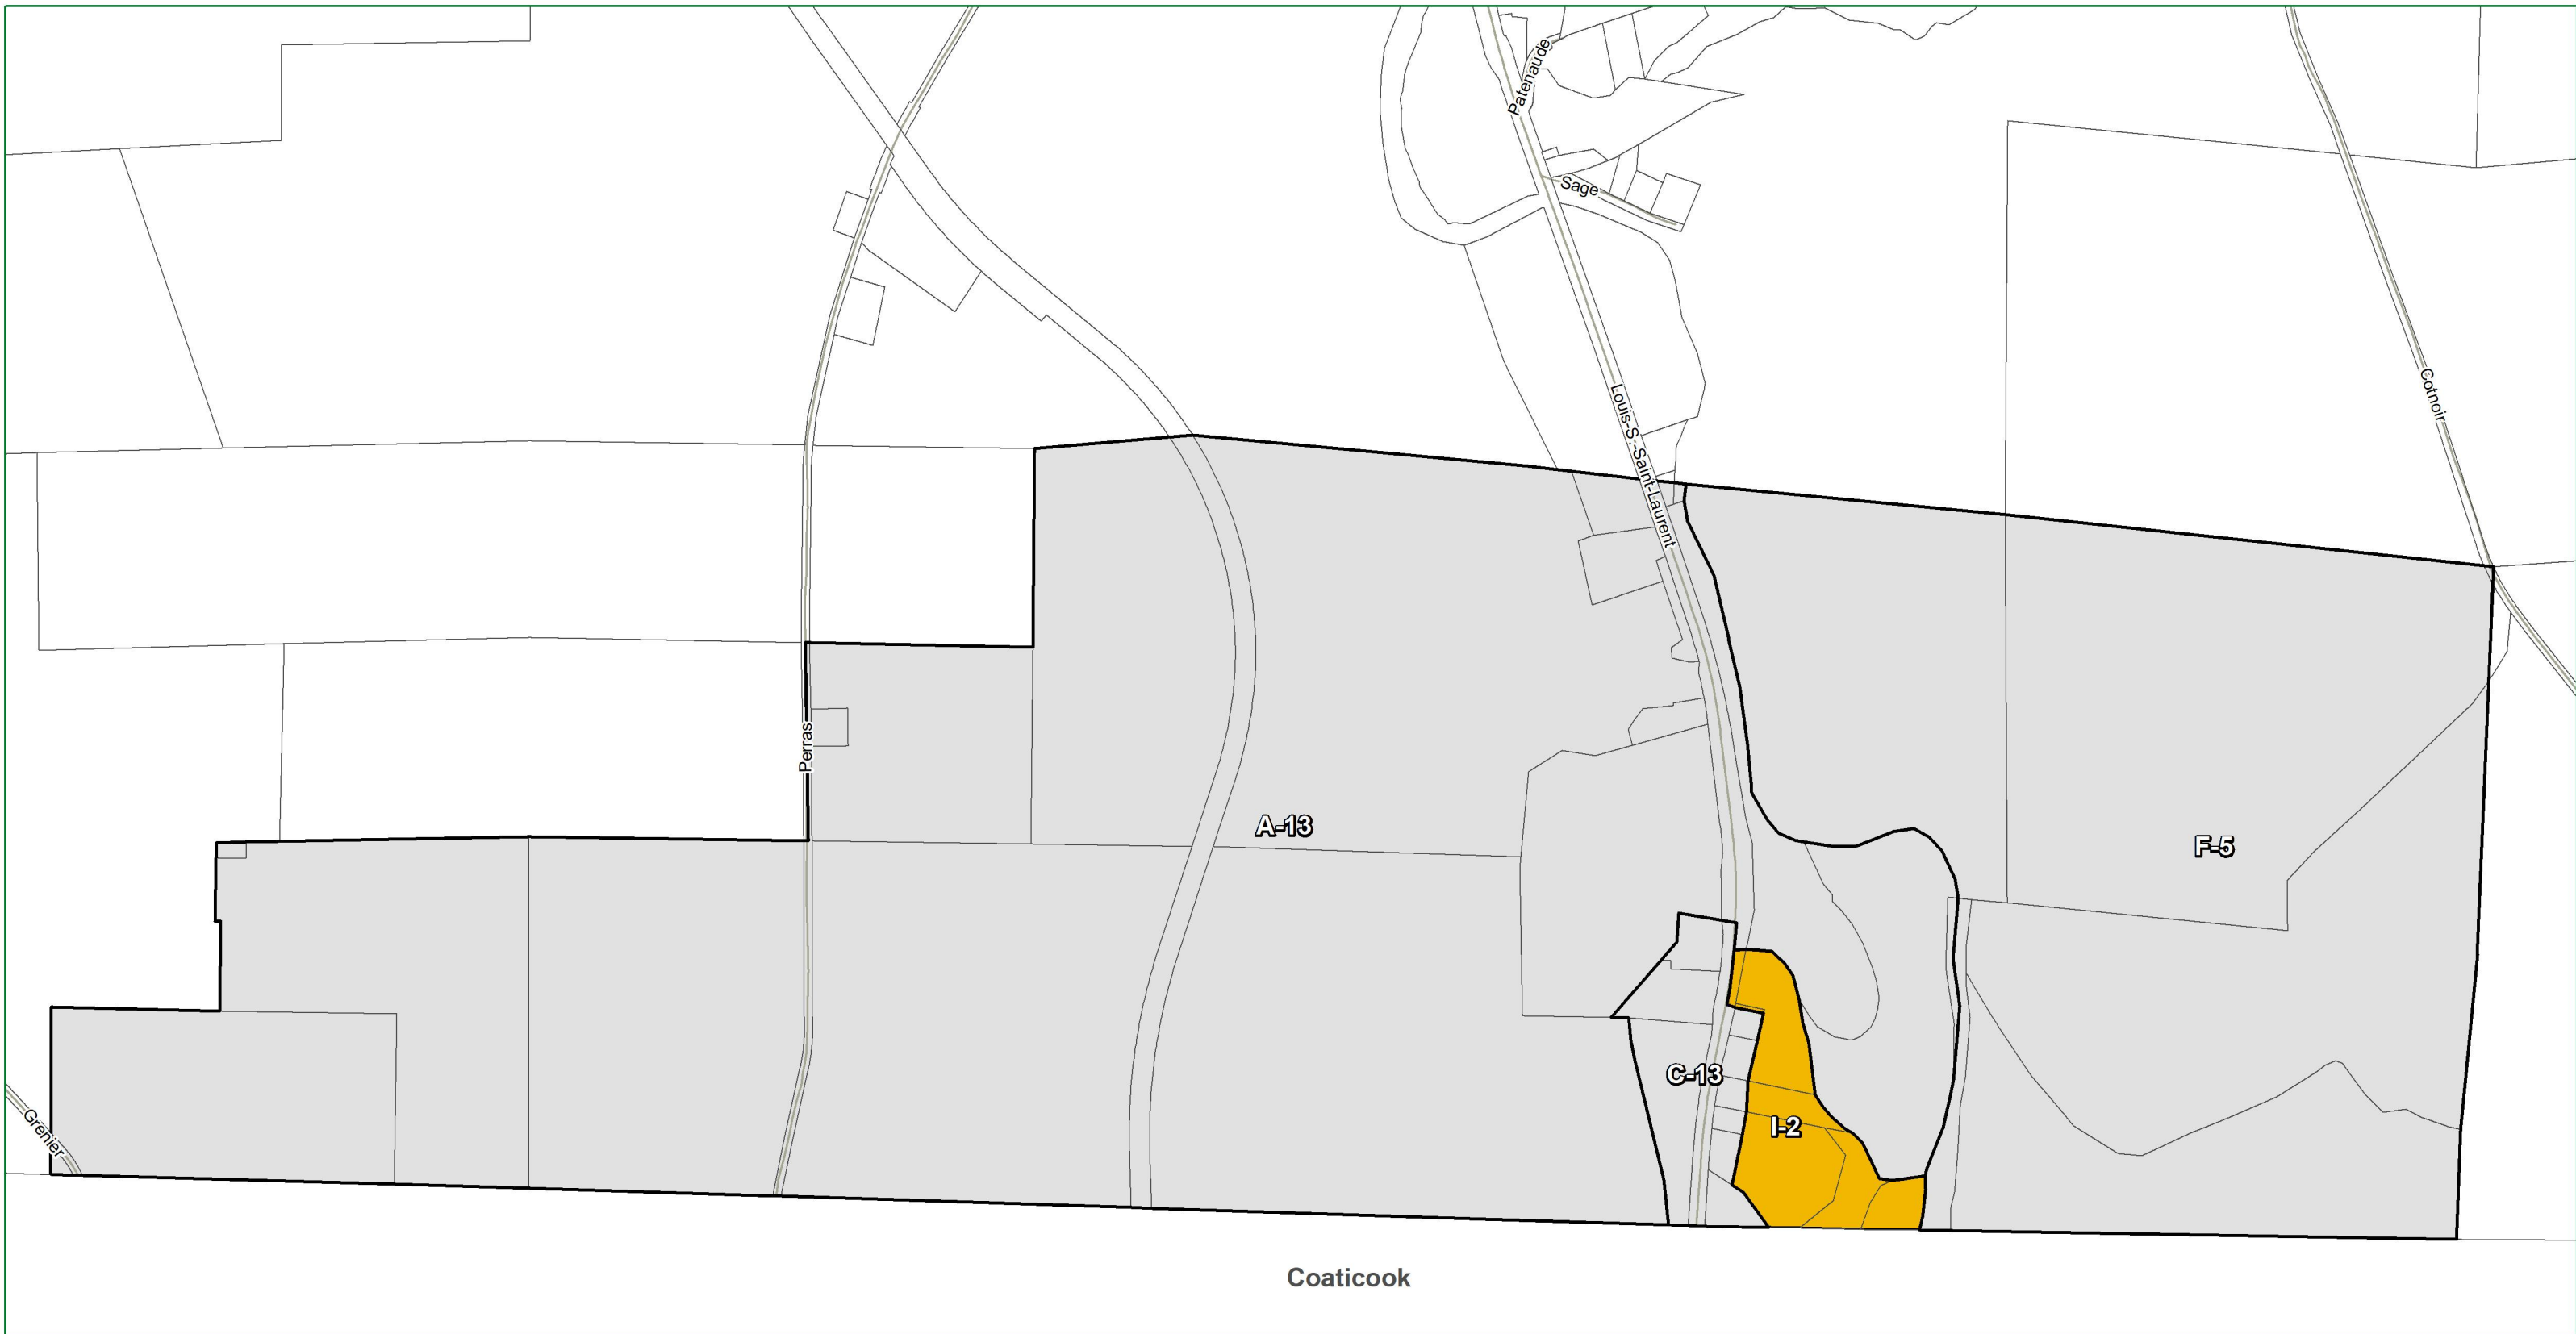 Patenaude
Sage
Louis-S.-Saint-Laurent
Cotnoir
Perras
A-13
F-5
C-13
I-2
Grenier
Coaticook